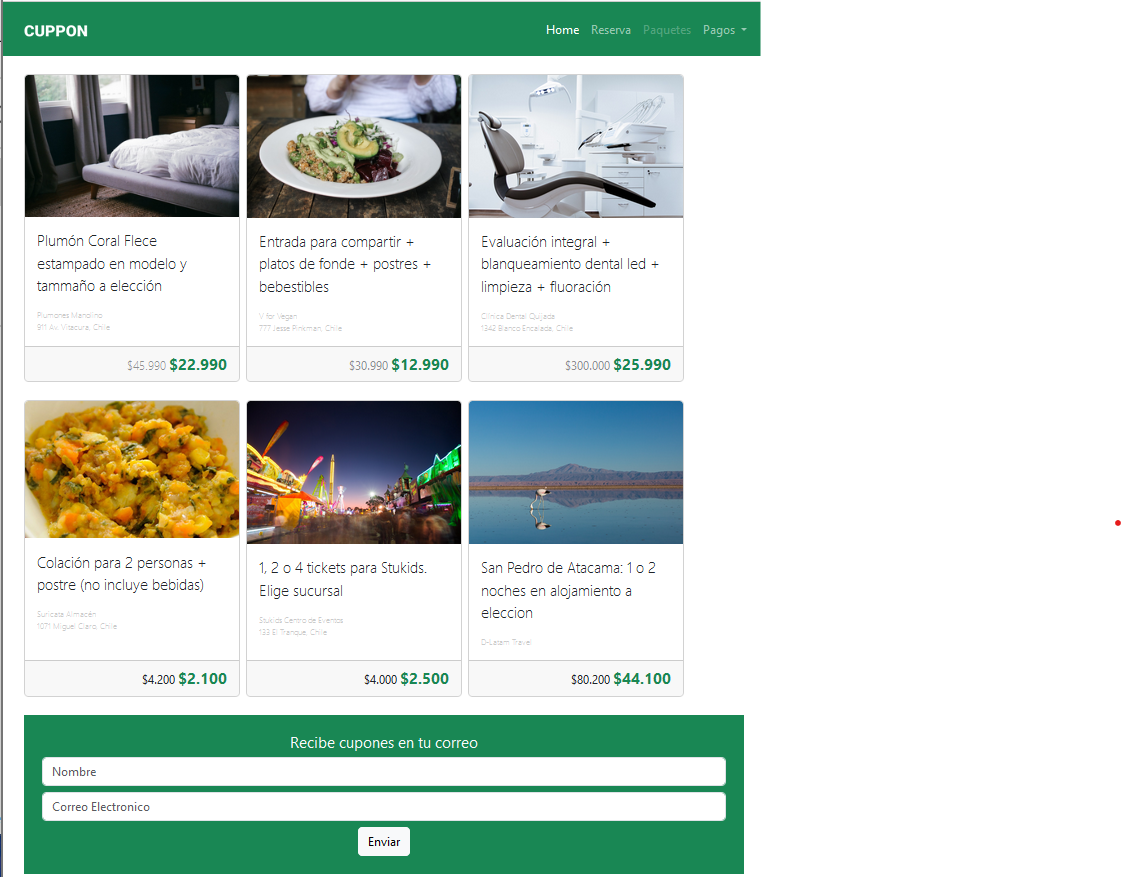 CUPPON
Home Reserva Paquetes Pagos
Plumón Coral Flece
estampado en modelo y
tammaño a elección
Plumones Manolino
911 Av. Vitacura, Chile
$45.990 $22.990
Entrada para compartir +
platos de fonde + postres +
bebestibles
V for Vegan
777 Jesse Pinkman, Chile
$30.990 $12.990
Evaluación integral +
blanqueamiento dental led +
limpieza + fluoración
Clínica Dental Quijada
1342 Blanco Encalada, Chile
$300.000 $25.990
Colación para 2 personas +
postre (no incluye bebidas)
Suricata Almacén
1071 Miguel Claro, Chile
$4.200 $2.100
1, 2 o 4 tickets para Stukids.
Elige sucursal
Stukids Centro de Eventos
133 El Tranque, Chile
$4.000 $2.500
San Pedro de Atacama: 1 o 2
noches en alojamiento a
eleccion
D-Latam Travel
$80.200 $44.100
Recibe cupones en tu correo
Nombre
Correo Electronico
Enviar